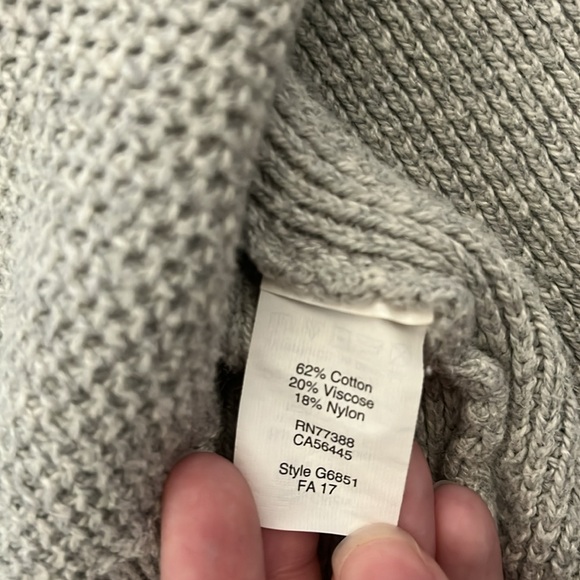 62% Cotton
20% Viscose
18% Nylon
RN77388
CA56445
Style G6851
FA 17